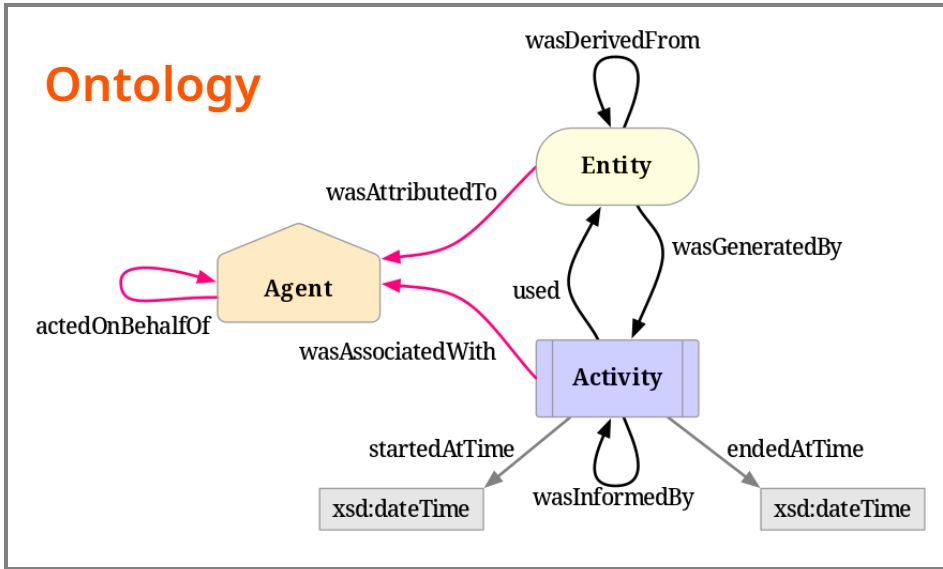 wasDerivedFrom
Ontology
Entity
wasAttributedTo
wasGeneratedBy
Agent
used
actedOnBehalfOf
wasAssociatedWith
Activity
startedAtTime
endedAtTime
wasInformedBy
xsd:dateTime
xsd:dateTime